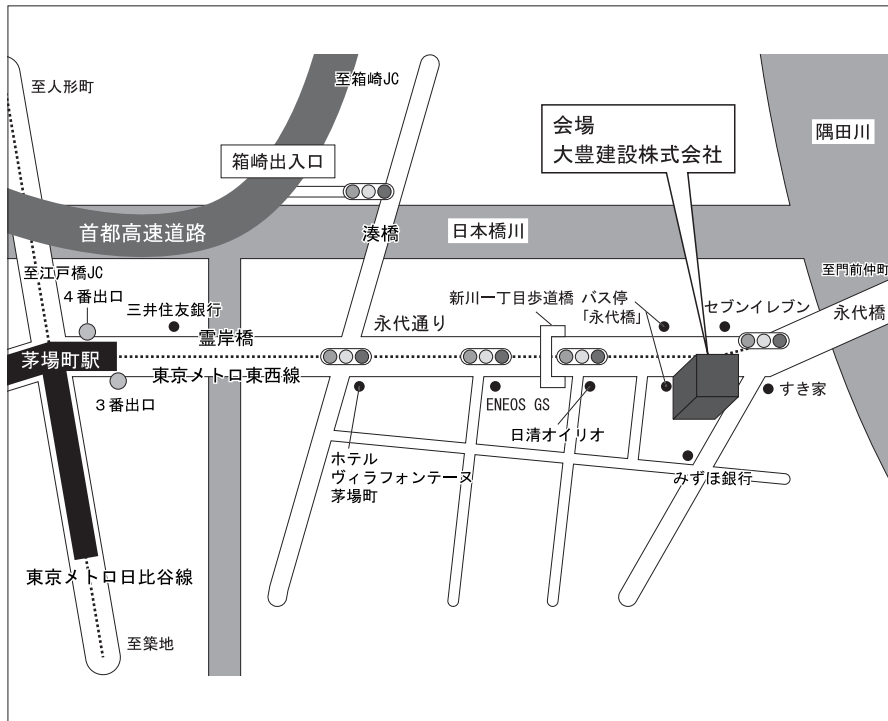 至人形町
至箱崎JC
箱崎出入口
会場
大豊建設株式会社
隅田川
首都高速道路
湊橋
日本橋川
至江戸橋JC
至門前仲町
4番出口
三井住友銀行
新川一丁目歩道橋
バス停
「永代橋」
セブンイレブン
永代橋
霊岸橋
永代通り
茅場町駅
東京メトロ東西線
3番出口
ENEOS GS
日清オイリオ
すき家
ホテル
ヴィラフォンテーヌ
茅場町
みずほ銀行
東京メトロ日比谷線
至築地